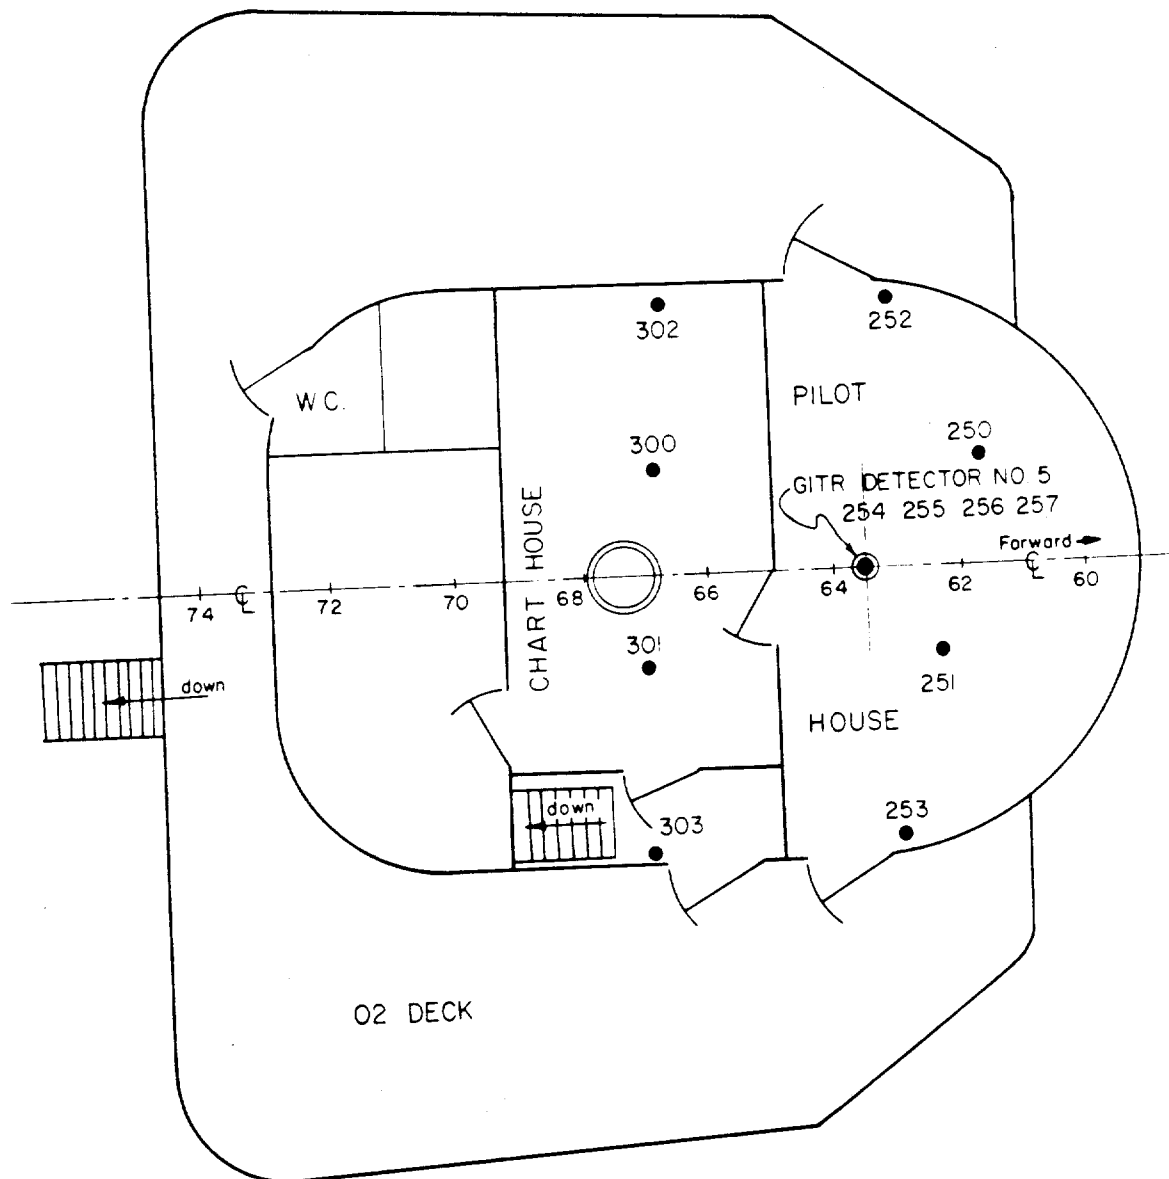 302
252
W.C.
PILOT
300
250
GITR DETECTOR NO. 5
254 255 256 257
CHART HOUSE
Forward
74 ℄ 72 70 68 66 64 62 ℄ 60
301
251
down
HOUSE
down
303
253
02 DECK